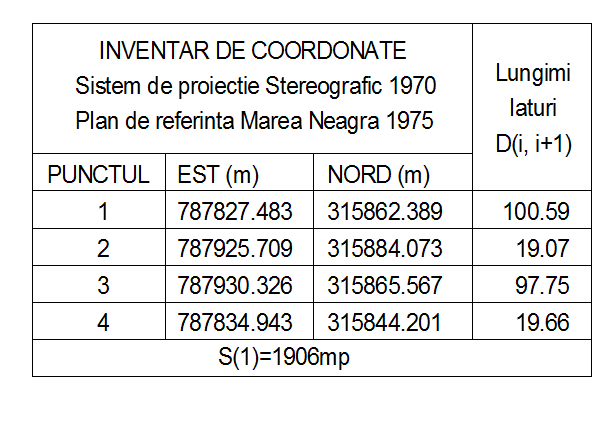 INVENTAR DE COORDONATE
Sistem de proiectie Stereografic 1970
Plan de referinta Marea Neagra 1975
Lungimi
laturi
D(i, i+1)
PUNCTUL EST (m) NORD (m)
1 787827.483 315862.389 100.59
2 787925.709 315884.073 19.07
3 787930.326 315865.567 97.75
4 787834.943 315844.201 19.66
S(1)=1906mp